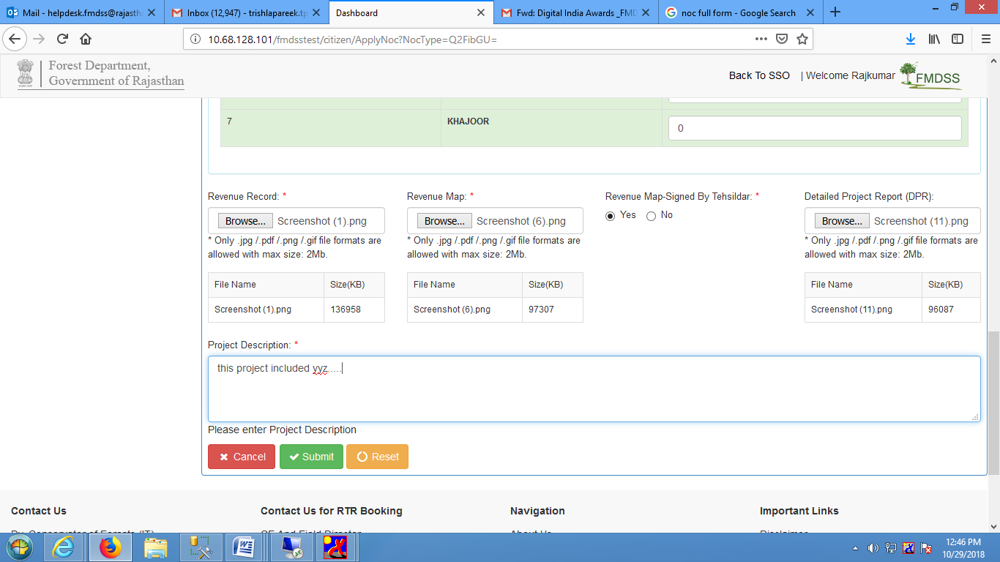 Mail - helpdesk.fmdss@rajasth
Inbox (12,947) - trishlapareek.tp
Dashboard
Fwd: Digital India Awards _FMD
noc full form - Google Search
10.68.128.101/fmdsstest/citizen/ApplyNoc?NocType=Q2FibGU=
Forest Department,
Government of Rajasthan
Back To SSO | Welcome Rajkumar
FMDSS
7 KHAJOOR 0
Revenue Record: * Revenue Map: * Revenue Map-Signed By Tehsildar: * Detailed Project Report (DPR):
Browse... Screenshot (1).png Browse... Screenshot (6).png Yes No Browse... Screenshot (11).png
* Only .jpg /.pdf /.png /.gif file formats are
allowed with max size: 2Mb.
* Only .jpg /.pdf /.png /.gif file formats are
allowed with max size: 2Mb.
* Only .jpg /.pdf /.png /.gif file formats are
allowed with max size: 2Mb.
File Name Size(KB) File Name Size(KB) File Name Size(KB)
Screenshot (1).png 136958 Screenshot (6).png 97307 Screenshot (11).png 96087
Project Description: *
this project included yyz.....
Please enter Project Description
Cancel Submit Reset
Contact Us Contact Us for RTR Booking Navigation Important Links
12:46 PM
10/29/2018